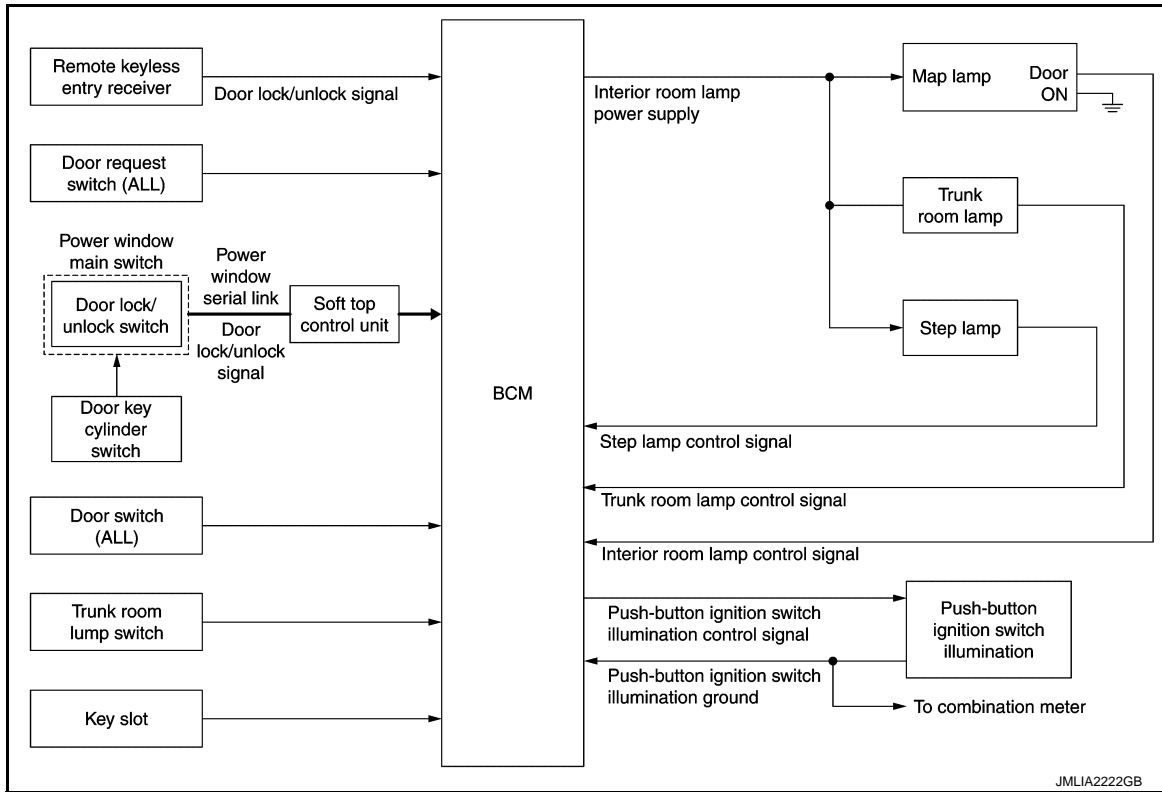 Remote keyless
entry receiver
Door lock/unlock signal
Door request
switch (ALL)
Power window
main switch
Door lock/
unlock switch
Power
window
serial link
Door
lock/unlock
signal
Soft top
control unit
Door key
cylinder
switch
Door switch
(ALL)
Trunk room
lump switch
Key slot
BCM
Interior room lamp
power supply
Map lamp
Door
ON
Trunk
room lamp
Step lamp
Step lamp control signal
Trunk room lamp control signal
Interior room lamp control signal
Push-button ignition switch
illumination control signal
Push-button
ignition switch
illumination
Push-button ignition switch
illumination ground
To combination meter
JMLIA2222GB